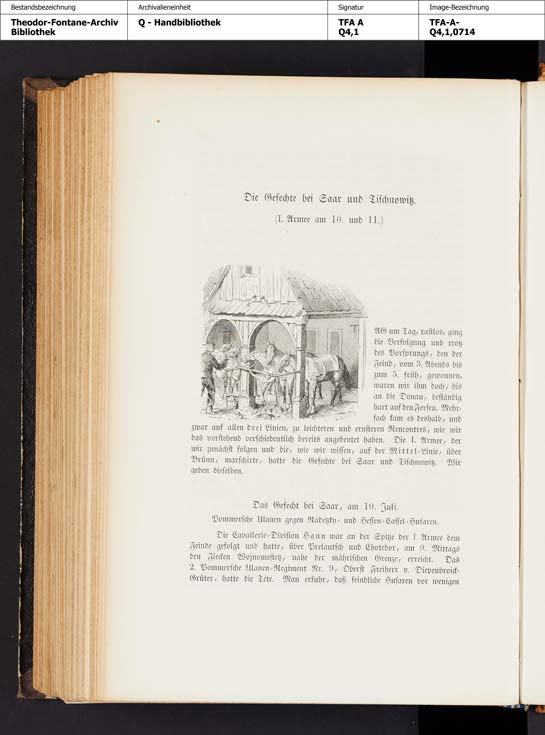 Bestandsbezeichnung
Archivalieneinheit
Signatur
Image-Bezeichnung
Theodor-Fontane-Archiv
Bibliothek
Q - Handbibliothek
TFA A
Q4,1
TFA-A-
Q4,1,0714
Die Gefechte bei Saar und Tischnowitz.
(I. Armee am 10. und 11.)
AG um Tag, rastlos, ging
die Verfolgung und trotz
des Vorsprungs, den der
Feind, vom 3. Abends bis
zum 5. früh, gewonnen,
waren wir ihm doch, bis
an die Donau, beständig
hart auf den Fersen. Mehr-
fach kam es deshalb, und
zwar auf allen drei Linien, zu leichteren und ernsteren Rencontres, wie wir
das vorstehend verschiedentlich bereits angedeutet haben. Die I. Armee, der
wir zunächst folgen und die, wie wir wissen, auf der Mittel-Linie, über
Brünn, marschirte, hatte die Gefechte bei Saar und Tischnowitz. Wir
geben dieselben.
Das Gefecht bei Saar, am 10. Juli.
Pommersche Ulanen gegen Radetzky- und Hessen-Cassel-Husaren.
Die Cavallerie-Division Hann war an der Spitze der I. Armee dem
Feinde gefolgt und hatte, über Prelautsch und Chotebor, am 9. Mittags
den Flecken Wojnomestetz, nahe der mährischen Grenze, erreicht. Das
2. Pommersche Ulanen-Regiment Nr. 9, Oberst Freiherr v. Diepenbroick-
Grüter, hatte die Tête. Man erfuhr, daß feindliche Husaren vor wenigen